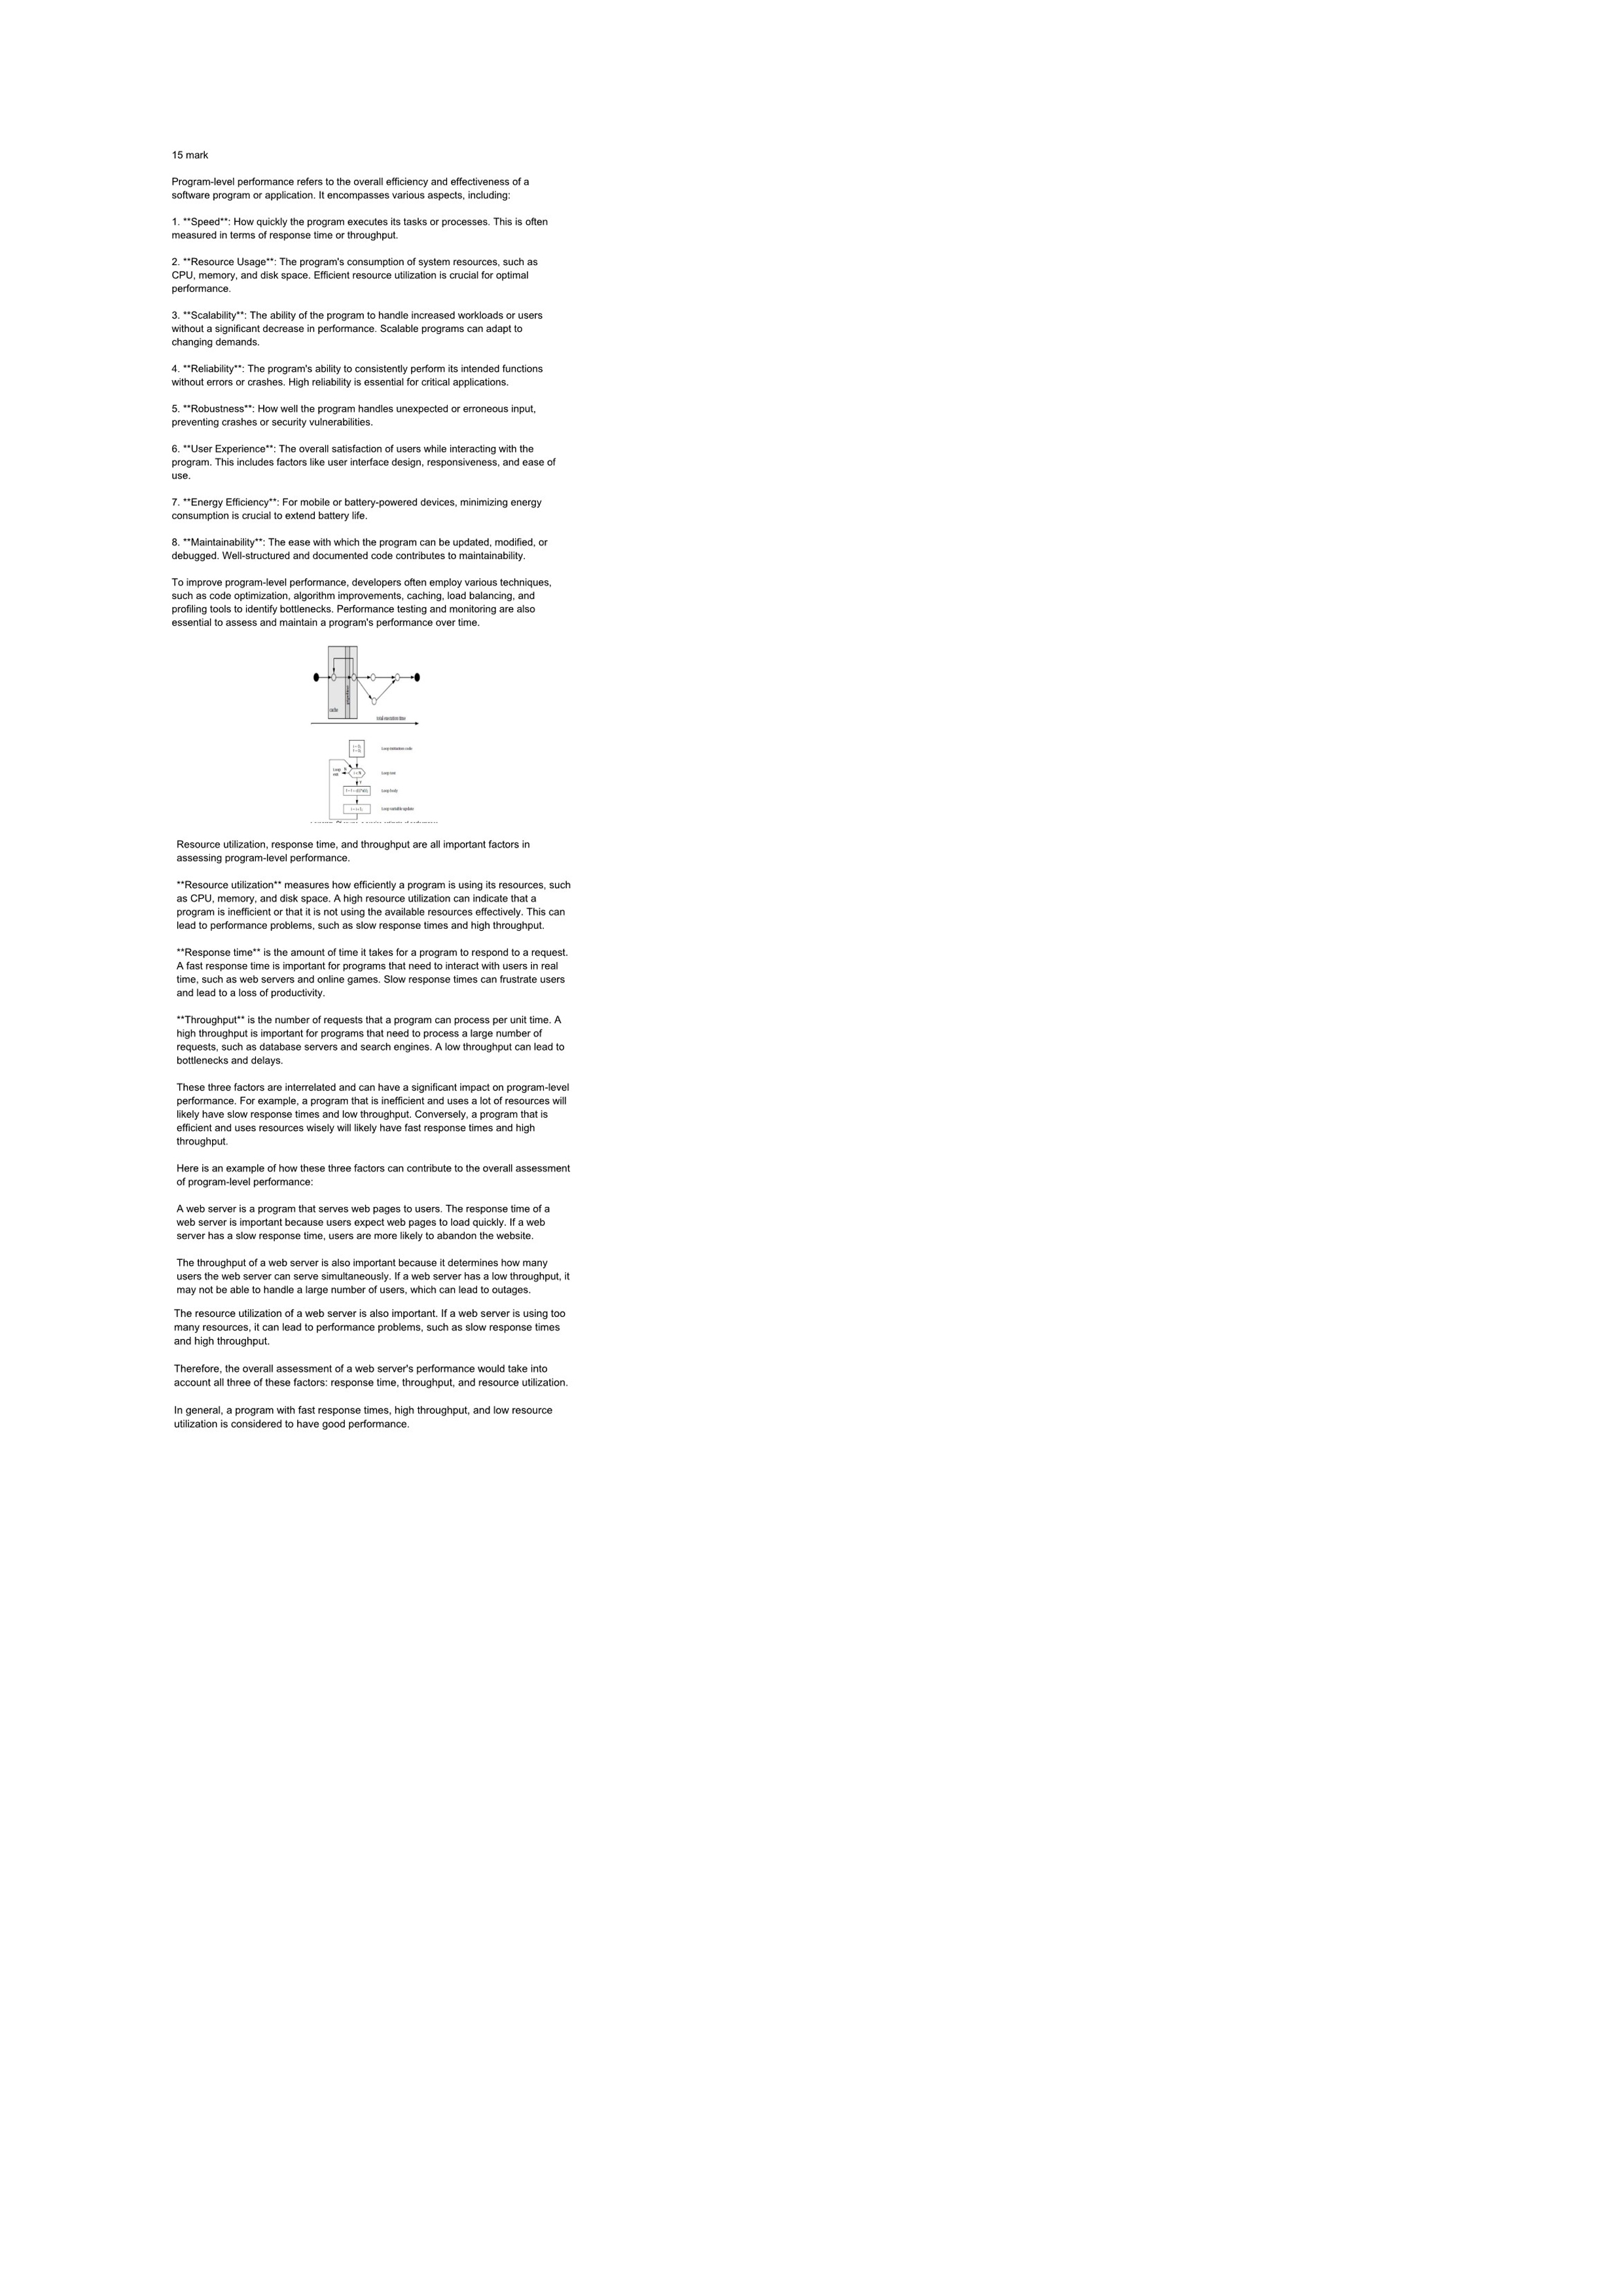 15 mark
Program-level performance refers to the overall efficiency and effectiveness of a
software program or application. It encompasses various aspects, including:
1. **Speed**: How quickly the program executes its tasks or processes. This is often
measured in terms of response time or throughput.
2. **Resource Usage**: The program's consumption of system resources, such as
CPU, memory, and disk space. Efficient resource utilization is crucial for optimal
performance.
3. **Scalability**: The ability of the program to handle increased workloads or users
without a significant decrease in performance. Scalable programs can adapt to
changing demands.
4. **Reliability**: The program's ability to consistently perform its intended functions
without errors or crashes. High reliability is essential for critical applications.
5. **Robustness**: How well the program handles unexpected or erroneous input,
preventing crashes or security vulnerabilities.
6. **User Experience**: The overall satisfaction of users while interacting with the
program. This includes factors like user interface design, responsiveness, and ease of
use.
7. **Energy Efficiency**: For mobile or battery-powered devices, minimizing energy
consumption is crucial to extend battery life.
8. **Maintainability**: The ease with which the program can be updated, modified, or
debugged. Well-structured and documented code contributes to maintainability.
To improve program-level performance, developers often employ various techniques,
such as code optimization, algorithm improvements, caching, load balancing, and
profiling tools to identify bottlenecks. Performance testing and monitoring are also
essential to assess and maintain a program's performance over time.
cache
total execution time
Loop initiation code
Loop exit
Loop test
Loop body
Loop variable update
Resource utilization, response time, and throughput are all important factors in
assessing program-level performance.
**Resource utilization** measures how efficiently a program is using its resources, such
as CPU, memory, and disk space. A high resource utilization can indicate that a
program is inefficient or that it is not using the available resources effectively. This can
lead to performance problems, such as slow response times and high throughput.
**Response time** is the amount of time it takes for a program to respond to a request.
A fast response time is important for programs that need to interact with users in real
time, such as web servers and online games. Slow response times can frustrate users
and lead to a loss of productivity.
**Throughput** is the number of requests that a program can process per unit time. A
high throughput is important for programs that need to process a large number of
requests, such as database servers and search engines. A low throughput can lead to
bottlenecks and delays.
These three factors are interrelated and can have a significant impact on program-level
performance. For example, a program that is inefficient and uses a lot of resources will
likely have slow response times and low throughput. Conversely, a program that is
efficient and uses resources wisely will likely have fast response times and high
throughput.
Here is an example of how these three factors can contribute to the overall assessment
of program-level performance:
A web server is a program that serves web pages to users. The response time of a
web server is important because users expect web pages to load quickly. If a web
server has a slow response time, users are more likely to abandon the website.
The throughput of a web server is also important because it determines how many
users the web server can serve simultaneously. If a web server has a low throughput, it
may not be able to handle a large number of users, which can lead to outages.
The resource utilization of a web server is also important. If a web server is using too
many resources, it can lead to performance problems, such as slow response times
and high throughput.
Therefore, the overall assessment of a web server's performance would take into
account all three of these factors: response time, throughput, and resource utilization.
In general, a program with fast response times, high throughput, and low resource
utilization is considered to have good performance.